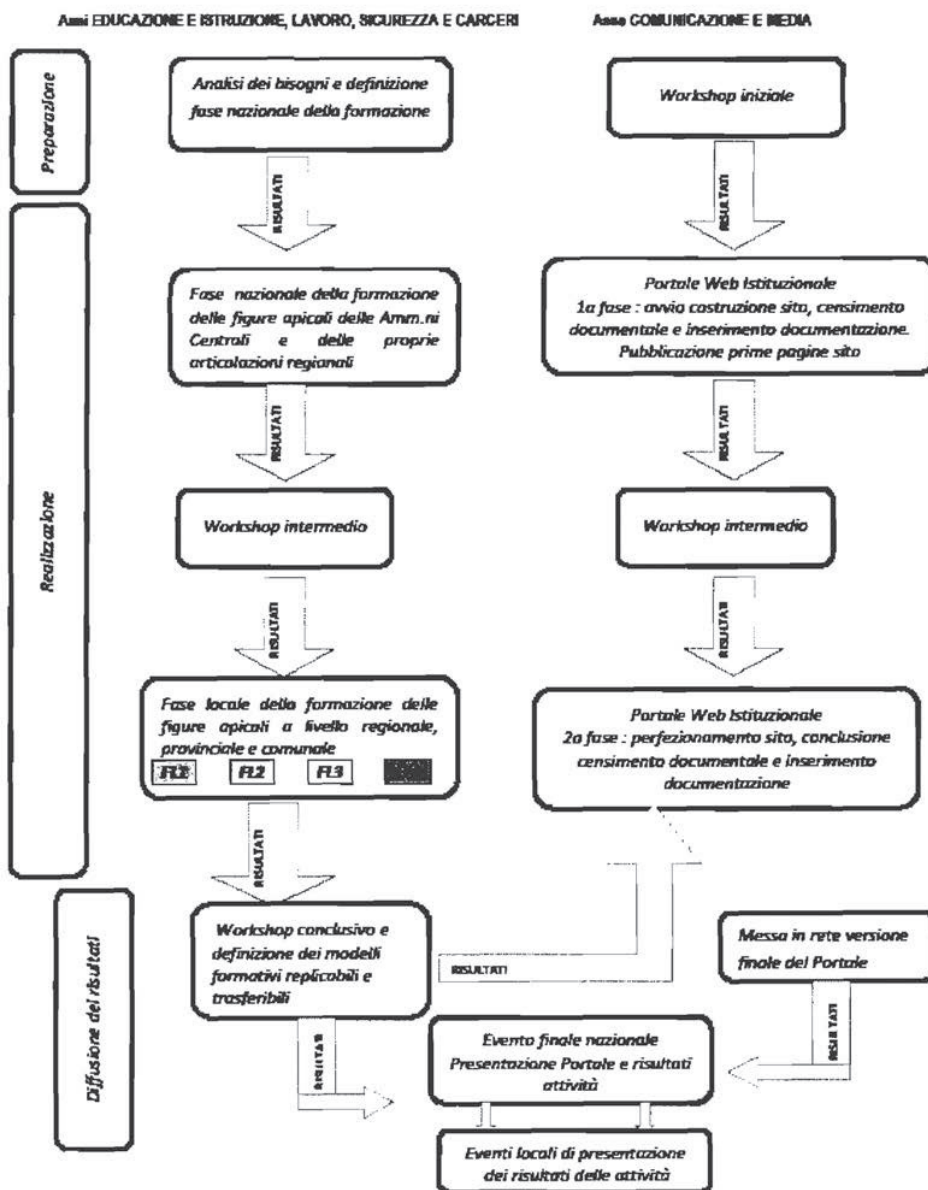 Assi EDUCAZIONE E ISTRUZIONE, LAVORO, SICUREZZA E CARCERI
Asse COMUNICAZIONE E MEDIA
Preparazione
Analisi dei bisogni e definizione
fase nazionale della formazione
Workshop iniziale
RISULTATI
RISULTATI
Realizzazione
Fase nazionale della formazione
delle figure apicali delle Amm.ni
Centrali e delle proprie
articolazioni regionali
Portale Web Istituzionale
1a fase : avvio costruzione sito, censimento
documentale e inserimento documentazione.
Pubblicazione prime pagine sito
RISULTATI
RISULTATI
Workshop intermedio
Workshop intermedio
RISULTATI
RISULTATI
Fase locale della formazione delle
figure apicali a livello regionale,
provinciale e comunale
FL1 FL2 FL3
Portale Web Istituzionale
2a fase : perfezionamento sito, conclusione
censimento documentale e inserimento
documentazione
RISULTATI
Diffusione dei risultati
Workshop conclusivo e
definizione dei modelli
formativi replicabili e
trasferibili
RISULTATI
Messa in rete versione
finale del Portale
RISULTATI
RISULTATI
Evento finale nazionale
Presentazione Portale e risultati
attività
Eventi locali di presentazione
dei risultati delle attività